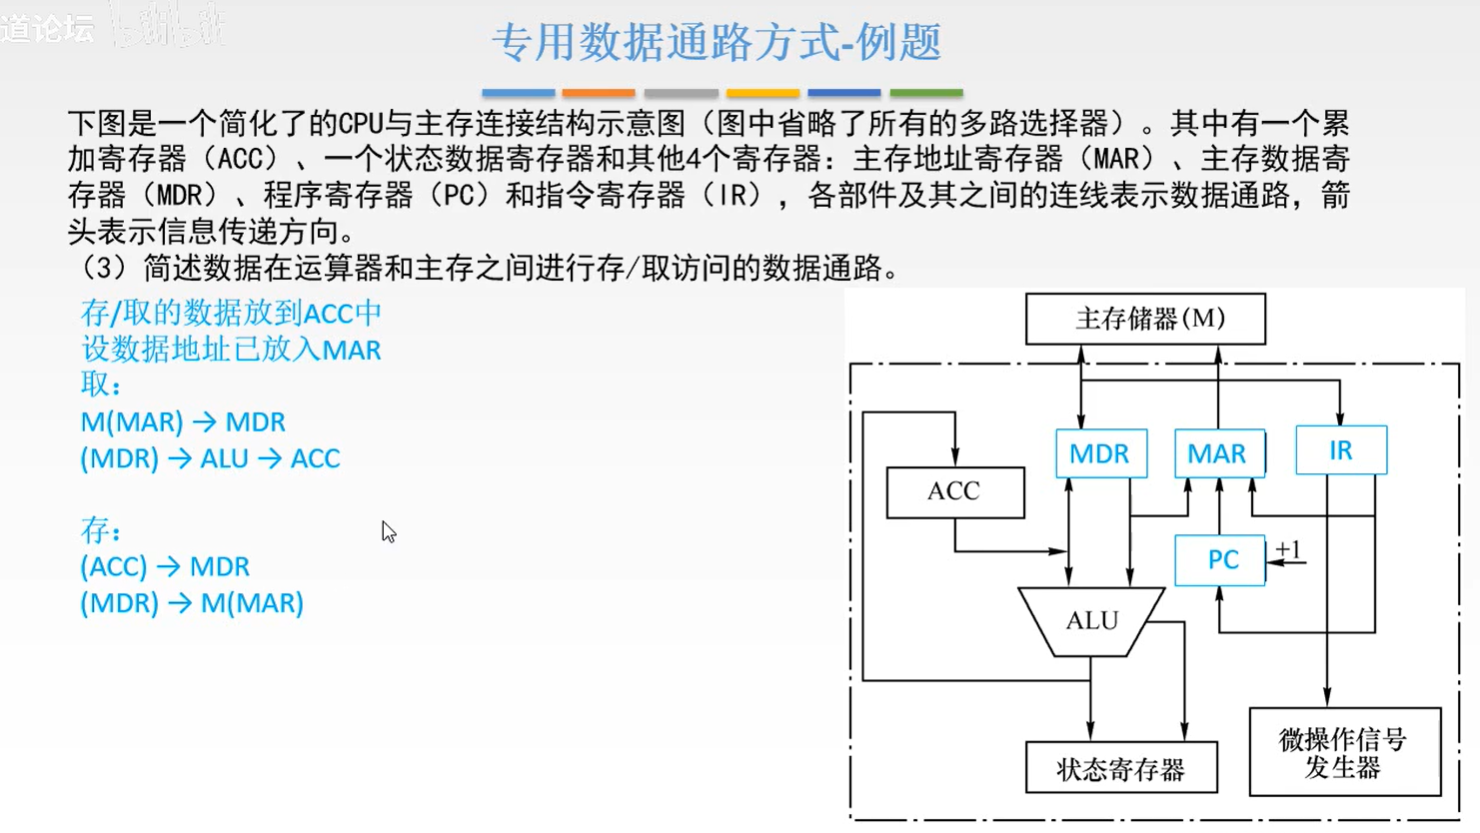 道论坛 bilibili
专用数据通路方式-例题
下图是一个简化了的CPU与主存连接结构示意图（图中省略了所有的多路选择器）。其中有一个累
加寄存器（ACC）、一个状态数据寄存器和其他4个寄存器：主存地址寄存器（MAR）、主存数据寄
存器（MDR）、程序寄存器（PC）和指令寄存器（IR），各部件及其之间的连线表示数据通路，箭
头表示信息传递方向。
（3）简述数据在运算器和主存之间进行存/取访问的数据通路。
存/取的数据放到ACC中
设数据地址已放入MAR
取：
M(MAR) → MDR
(MDR) → ALU → ACC
存：
(ACC) → MDR
(MDR) → M(MAR)
主存储器(M)
MDR
MAR
IR
ACC
PC
+1
ALU
状态寄存器
微操作信号
发生器